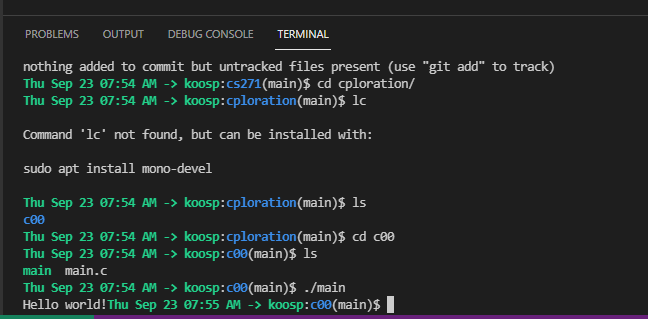 PROBLEMS OUTPUT DEBUG CONSOLE TERMINAL
nothing added to commit but untracked files present (use "git add" to track)
Thu Sep 23 07:54 AM -> koosp:cs271(main)$ cd cploration/
Thu Sep 23 07:54 AM -> koosp:cploration(main)$ lc
Command 'lc' not found, but can be installed with:
sudo apt install mono-devel
Thu Sep 23 07:54 AM -> koosp:cploration(main)$ ls
c00
Thu Sep 23 07:54 AM -> koosp:cploration(main)$ cd c00
Thu Sep 23 07:54 AM -> koosp:c00(main)$ ls
main  main.c
Thu Sep 23 07:54 AM -> koosp:c00(main)$ ./main
Hello world!Thu Sep 23 07:55 AM -> koosp:c00(main)$